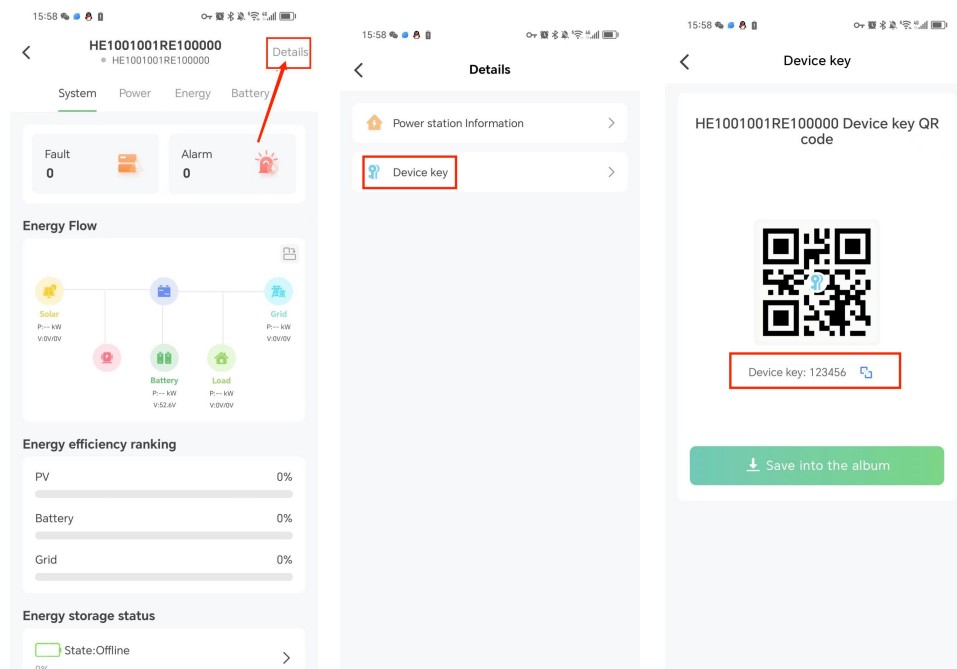 15:58
HE1001001RE100000
HE1001001RE100000
Details
System Power Energy Battery
Fault
0
Alarm
0
Energy Flow
Solar
P:-- kW
V:0V/0V
Grid
P:-- kW
V:0V/0V
Battery
P:-- kW
V:52.6V
Load
P:-- kW
V:0V/0V
Energy efficiency ranking
PV 0%
Battery 0%
Grid 0%
Energy storage status
State:Offline
0%
15:58
Details
Power station Information
Device key
15:58
Device key
HE1001001RE100000 Device key QR
code
Device key: 123456
Save into the album